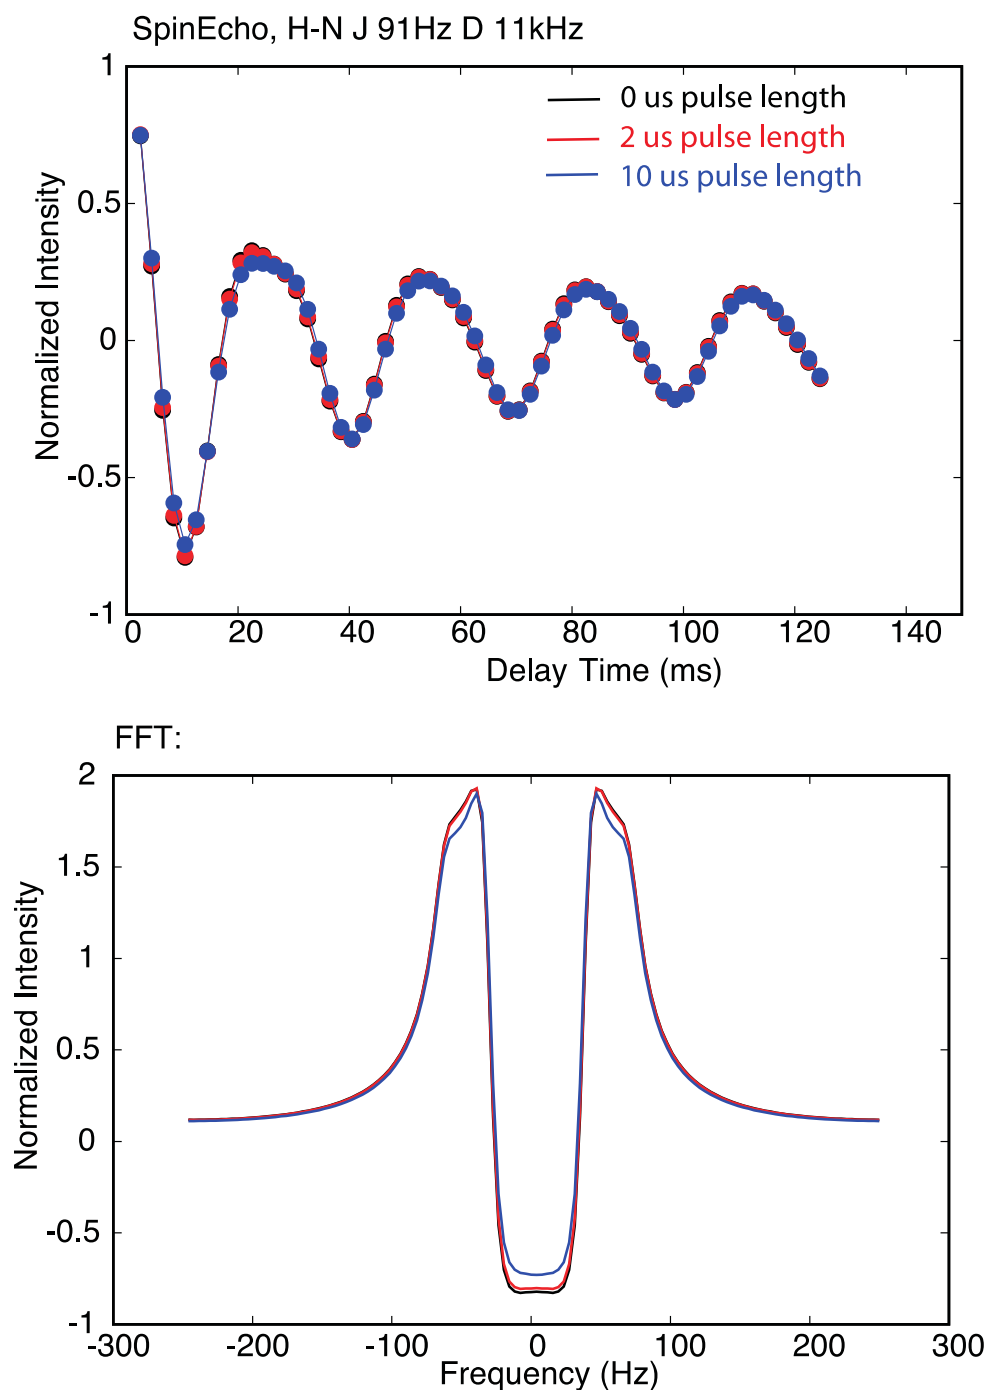 SpinEcho, H-N J 91Hz D 11kHz
1
0 us pulse length
2 us pulse length
10 us pulse length
0.5
0
-0.5
-1
Normalized Intensity
0 20 40 60 80 100 120 140
Delay Time (ms)
FFT:
2
1.5
1
0.5
0
-0.5
-1
Normalized Intensity
-300 -200 -100 0 100 200 300
Frequency (Hz)